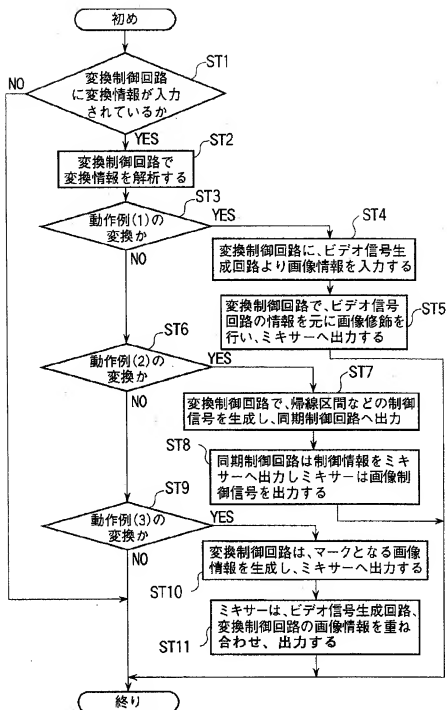 初め
ST1
変換制御回路
に変換情報が入力
されているか
NO
YES
ST2
変換制御回路で
変換情報を解析する
ST3
動作例(1)の
変換か
YES
NO
ST4
変換制御回路に、ビデオ信号生
成回路より画像情報を入力する
変換制御回路で、ビデオ信号
回路の情報を元に画像修飾を
行い、ミキサーへ出力する
ST5
ST6
動作例(2)の
変換か
YES
NO
ST7
変換制御回路で、帰線区間などの制御
信号を生成し、同期制御回路へ出力
ST8
同期制御回路は制御情報をミキ
サーへ出力しミキサーは画像制
御信号を出力する
ST9
動作例(3)の
変換か
YES
NO
変換制御回路は、マークとなる画像
情報を生成し、ミキサーへ出力する
ST10
ミキサーは、ビデオ信号生成回路、
変換制御回路の画像情報を重ね
合わせ、出力する
ST11
終り